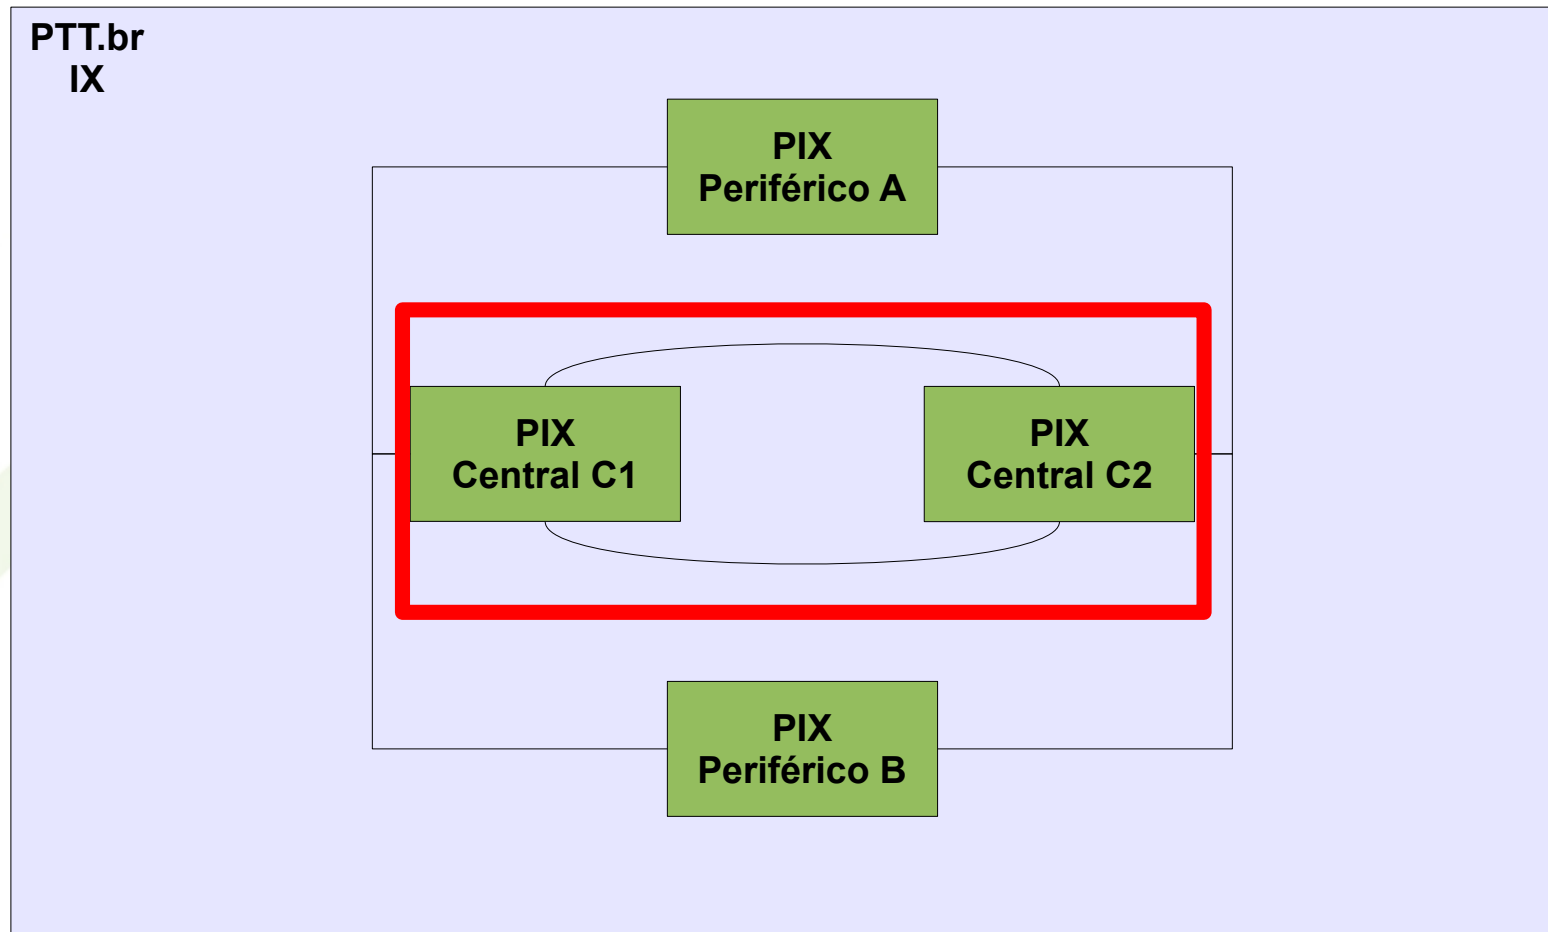 PTT.br
IX
PIX
Periférico A
PIX
Central C1
PIX
Central C2
PIX
Periférico B